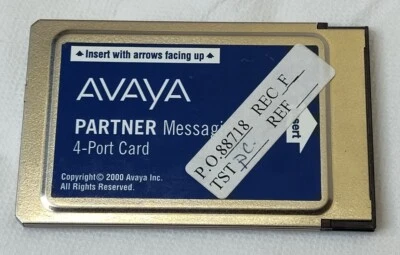 Insert with arrows facing up
AVAYA
PARTNER Messagi
4-Port Card
sert
Copyright© 2000 Avaya Inc.
All Rights Reserved.
P.O. 88718 REC F
TST PC REF